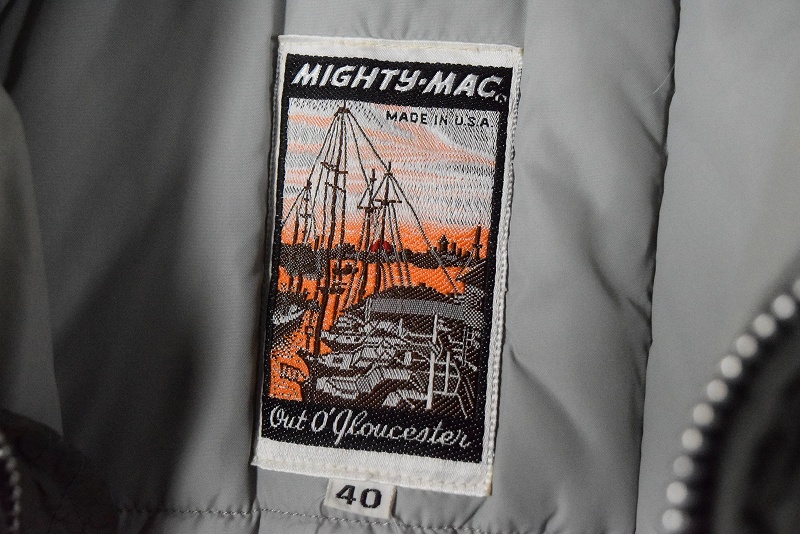 MIGHTY-MAC®
MADE IN U.S.A.
Out O' Gloucester
40